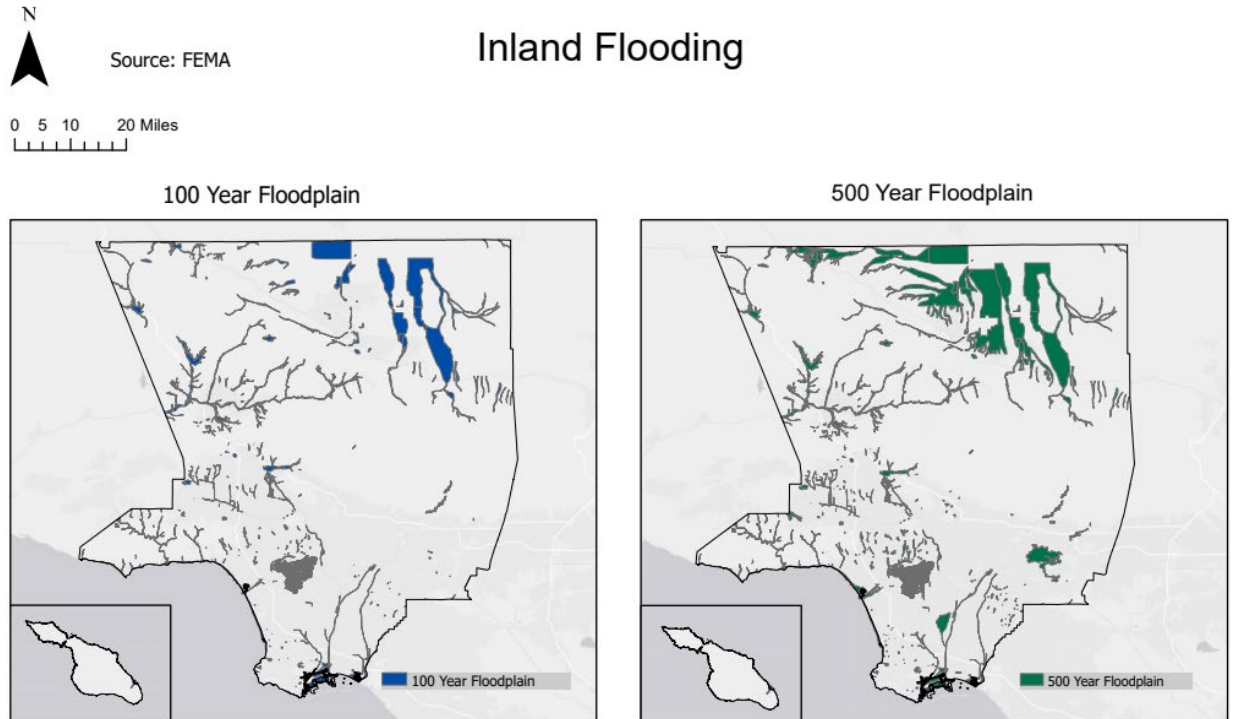 N
Source: FEMA
Inland Flooding
0 5 10 20 Miles
100 Year Floodplain
500 Year Floodplain
100 Year Floodplain
500 Year Floodplain